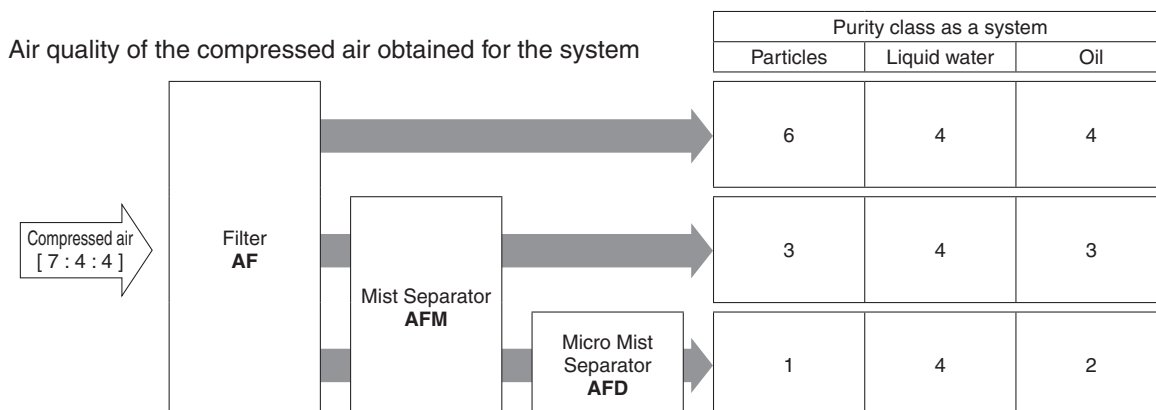 Air quality of the compressed air obtained for the system
Purity class as a system
Particles
Liquid water
Oil
6
4
4
Compressed air
[ 7 : 4 : 4 ]
Filter
AF
Mist Separator
AFM
3
4
3
Micro Mist
Separator
AFD
1
4
2